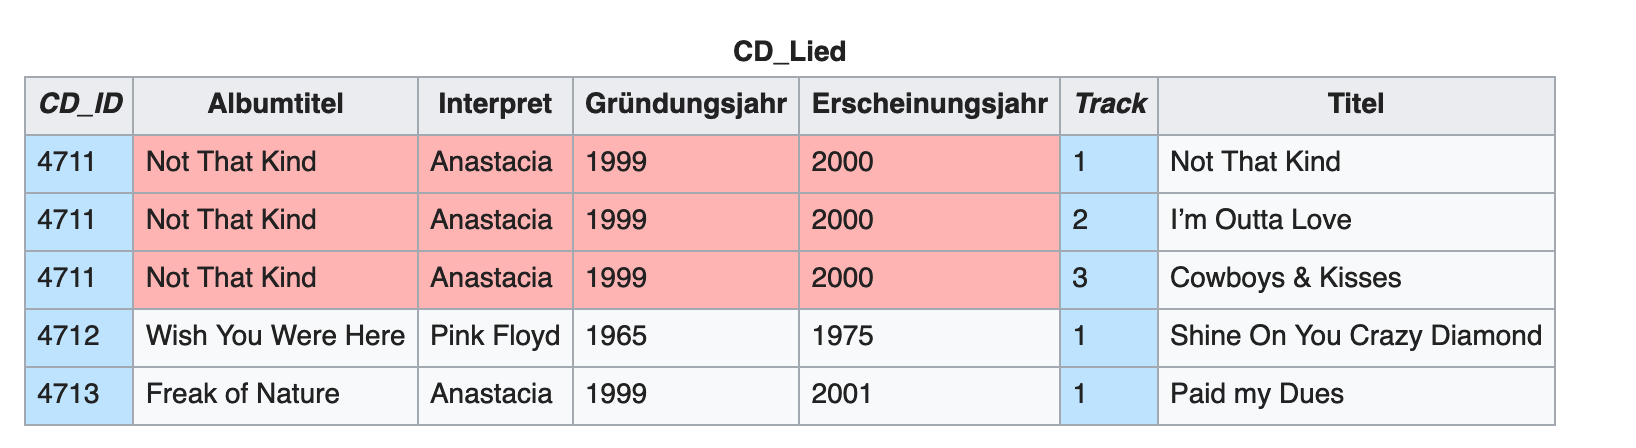 CD_Lied
CD_ID Albumtitel Interpret Gründungsjahr Erscheinungsjahr Track Titel
4711 Not That Kind Anastacia 1999 2000 1 Not That Kind
4711 Not That Kind Anastacia 1999 2000 2 I’m Outta Love
4711 Not That Kind Anastacia 1999 2000 3 Cowboys & Kisses
4712 Wish You Were Here Pink Floyd 1965 1975 1 Shine On You Crazy Diamond
4713 Freak of Nature Anastacia 1999 2001 1 Paid my Dues